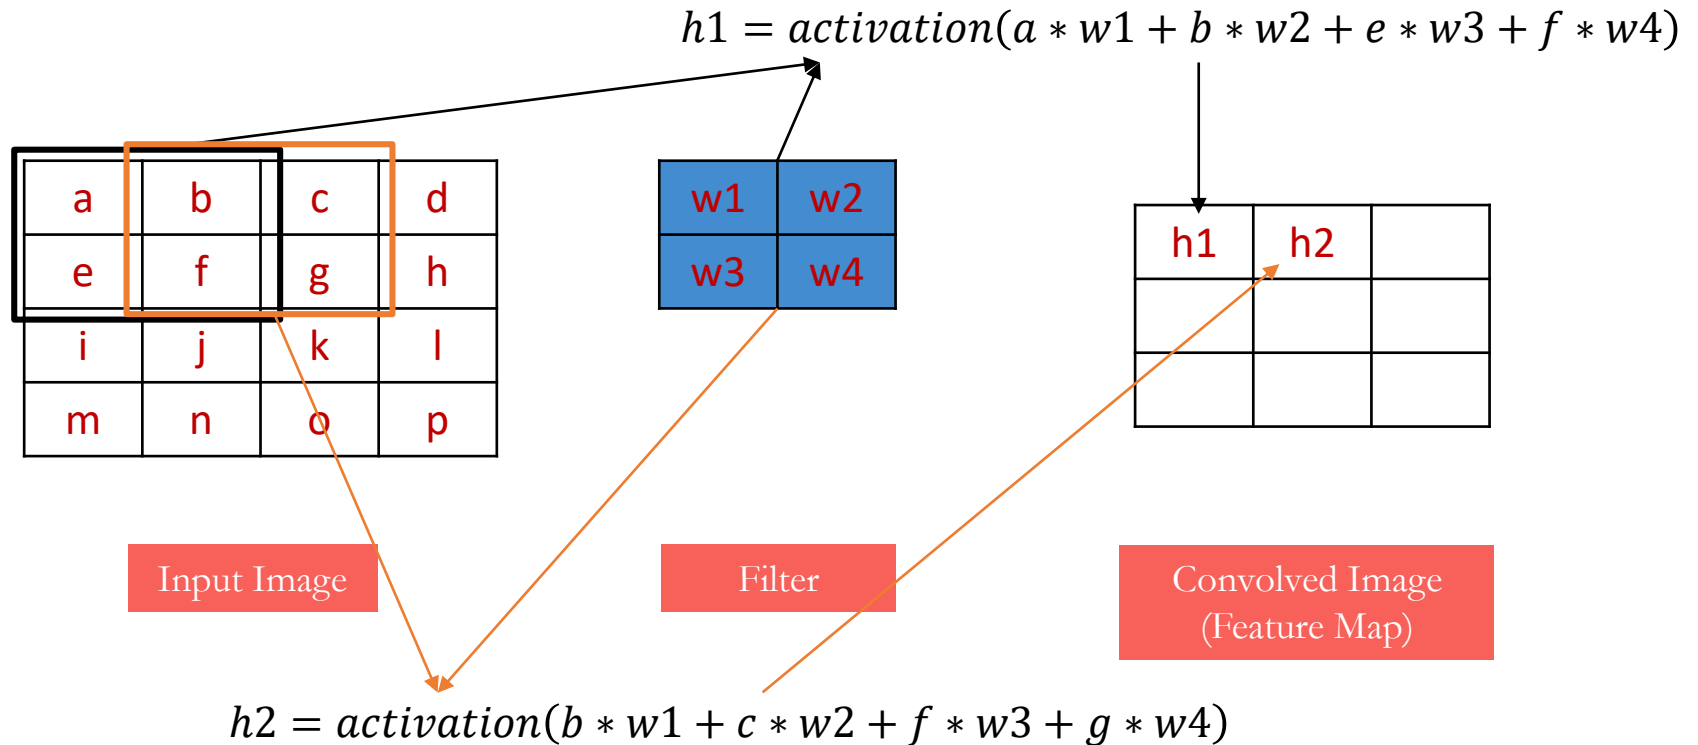 h1 = activation(a ∗ w1 + b ∗ w2 + e ∗ w3 + f ∗ w4)
a b c d
e f g h
i j k l
m n o p
w1 w2
w3 w4
h1 h2
Input Image
Filter
Convolved Image
(Feature Map)
h2 = activation(b ∗ w1 + c ∗ w2 + f ∗ w3 + g ∗ w4)